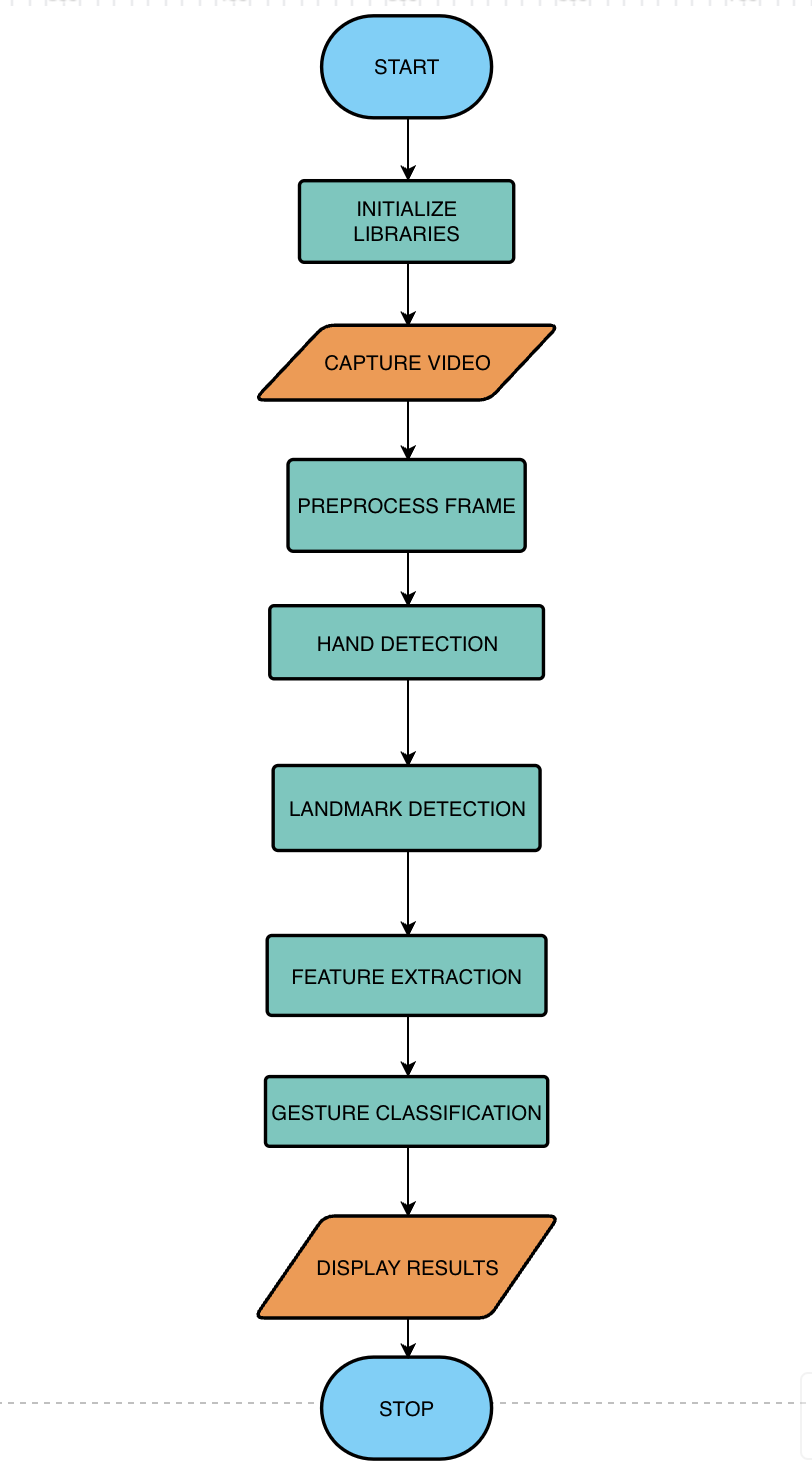 START
INITIALIZE
LIBRARIES
CAPTURE VIDEO
PREPROCESS FRAME
HAND DETECTION
LANDMARK DETECTION
FEATURE EXTRACTION
GESTURE CLASSIFICATION
DISPLAY RESULTS
STOP